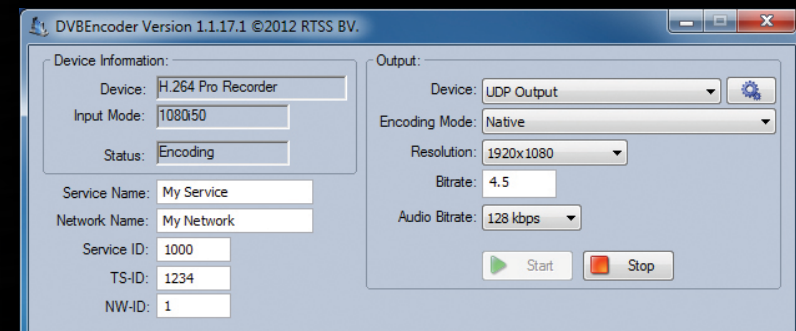 DVBEncoder Version 1.1.17.1 ©2012 RTSS BV.
Device Information:
Device: H.264 Pro Recorder
Input Mode: 1080i50
Status: Encoding
Service Name: My Service
Network Name: My Network
Service ID: 1000
TS-ID: 1234
NW-ID: 1
Output:
Device: UDP Output
Encoding Mode: Native
Resolution: 1920x1080
Bitrate: 4.5
Audio Bitrate: 128 kbps
Start
Stop